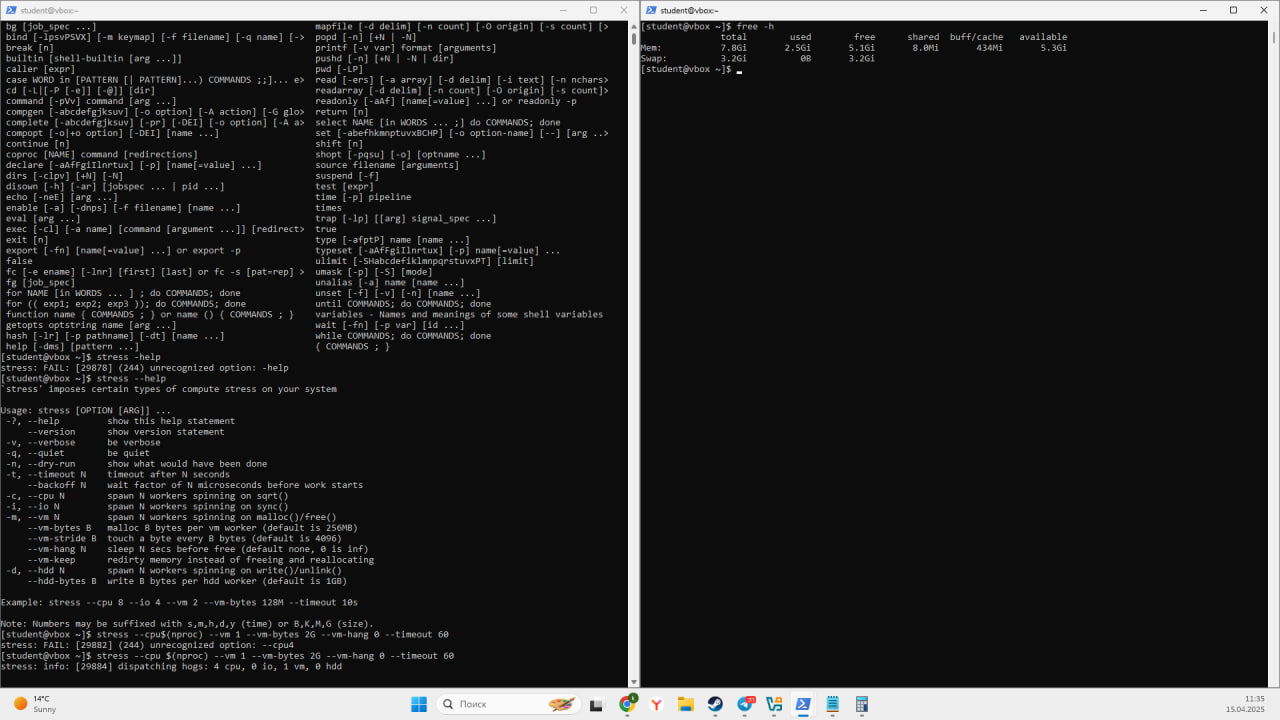 student@vbox:~
bg [job_spec ...]
bind [-lpsvPSVX] [-m keymap] [-f filename] [-q name] [->
break [n]
builtin [shell-builtin [arg ...]]
caller [expr]
case WORD in [PATTERN [| PATTERN]...) COMMANDS ;;]... e>
cd [-L|[-P [-e]] [-@]] [dir]
command [-pVv] command [arg ...]
compgen [-abcdefgjksuv] [-o option] [-A action] [-G glo>
complete [-abcdefgjksuv] [-pr] [-DEI] [-o option] [-A a>
compopt [-o|+o option] [-DEI] [name ...]
continue [n]
coproc [NAME] command [redirections]
declare [-aAfFgiIlnrtux] [-p] [name[=value] ...]
dirs [-clpv] [+N] [-N]
disown [-h] [-ar] [jobspec ... | pid ...]
echo [-neE] [arg ...]
enable [-a] [-dnps] [-f filename] [name ...]
eval [arg ...]
exec [-cl] [-a name] [command [argument ...]] [redirect>
exit [n]
export [-fn] [name[=value] ...] or export -p
false
fc [-e ename] [-lnr] [first] [last] or fc -s [pat=rep] >
fg [job_spec]
for NAME [in WORDS ... ] ; do COMMANDS; done
for (( exp1; exp2; exp3 )); do COMMANDS; done
function name { COMMANDS ; } or name () { COMMANDS ; }
getopts optstring name [arg ...]
hash [-lr] [-p pathname] [-dt] [name ...]
help [-dms] [pattern ...]
mapfile [-d delim] [-n count] [-O origin] [-s count] [>
popd [-n] [+N | -N]
printf [-v var] format [arguments]
pushd [-n] [+N | -N | dir]
pwd [-LP]
read [-ers] [-a array] [-d delim] [-i text] [-n nchars>
readarray [-d delim] [-n count] [-O origin] [-s count]>
readonly [-aAf] [name[=value] ...] or readonly -p
return [n]
select NAME [in WORDS ... ;] do COMMANDS; done
set [-abefhkmnptuvxBCHP] [-o option-name] [--] [arg ..>
shift [n]
shopt [-pqsu] [-o] [optname ...]
source filename [arguments]
suspend [-f]
test [expr]
time [-p] pipeline
times
trap [-lp] [[arg] signal_spec ...]
true
type [-afptP] name [name ...]
typeset [-aAfFgiIlnrtux] [-p] name[=value] ...
ulimit [-SHabcdefiklmnpqrstuvxPT] [limit]
umask [-p] [-S] [mode]
unalias [-a] name [name ...]
unset [-f] [-v] [-n] [name ...]
until COMMANDS; do COMMANDS; done
variables - Names and meanings of some shell variables
wait [-fn] [-p var] [id ...]
while COMMANDS; do COMMANDS; done
{ COMMANDS ; }
[student@vbox ~]$ stress -help
stress: FAIL: [29878] (244) unrecognized option: -help
[student@vbox ~]$ stress --help
`stress' imposes certain types of compute stress on your system
Usage: stress [OPTION [ARG]] ...
-?, --help show this help statement
--version show version statement
-v, --verbose be verbose
-q, --quiet be quiet
-n, --dry-run show what would have been done
-t, --timeout N timeout after N seconds
--backoff N wait factor of N microseconds before work starts
-c, --cpu N spawn N workers spinning on sqrt()
-i, --io N spawn N workers spinning on sync()
-m, --vm N spawn N workers spinning on malloc()/free()
--vm-bytes B malloc B bytes per vm worker (default is 256MB)
--vm-stride B touch a byte every B bytes (default is 4096)
--vm-hang N sleep N secs before free (default none, 0 is inf)
--vm-keep redirty memory instead of freeing and reallocating
-d, --hdd N spawn N workers spinning on write()/unlink()
--hdd-bytes B write B bytes per hdd worker (default is 1GB)
Example: stress --cpu 8 --io 4 --vm 2 --vm-bytes 128M --timeout 10s
Note: Numbers may be suffixed with s,m,h,d,y (time) or B,K,M,G (size).
[student@vbox ~]$ stress --cpu$(nproc) --vm 1 --vm-bytes 2G --vm-hang 0 --timeout 60
stress: FAIL: [29882] (244) unrecognized option: --cpu4
[student@vbox ~]$ stress --cpu $(nproc) --vm 1 --vm-bytes 2G --vm-hang 0 --timeout 60
stress: info: [29884] dispatching hogs: 4 cpu, 0 io, 1 vm, 0 hdd
student@vbox:~
[student@vbox ~]$ free -h
total used free shared buff/cache available
Mem: 7.8Gi 2.5Gi 5.1Gi 8.0Mi 434Mi 5.3Gi
Swap: 3.2Gi 0B 3.2Gi
[student@vbox ~]$
14°C
Sunny
Поиск
11:35
15.04.2025